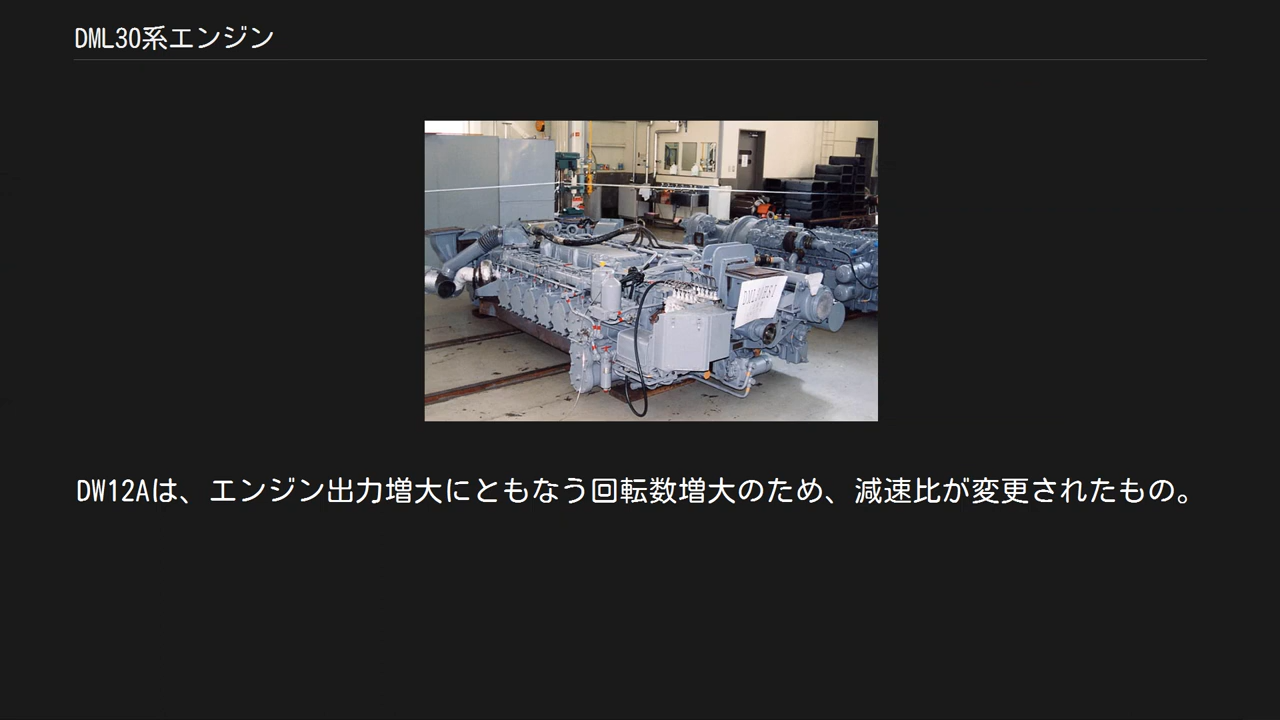 DML30系エンジン
DW12Aは、エンジン出力増大にともなう回転数増大のため、減速比が変更されたもの。